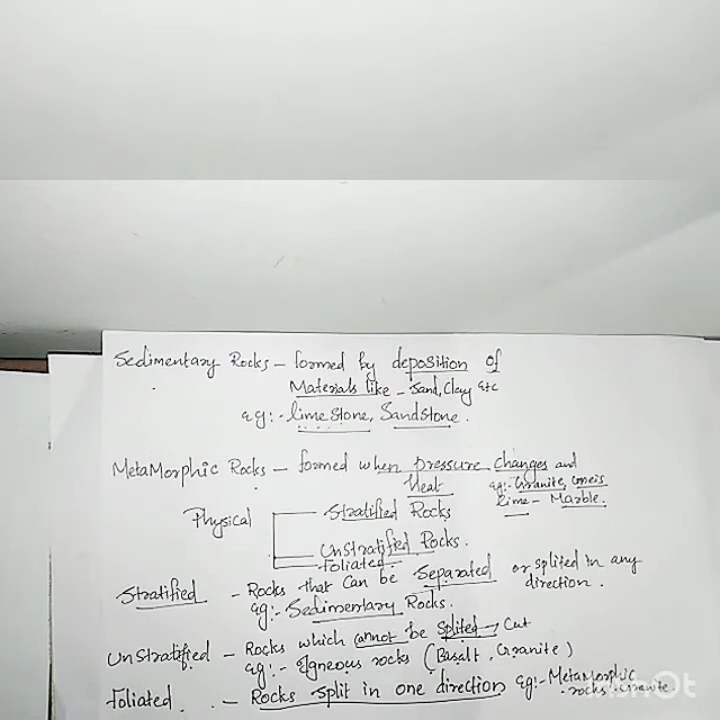 Sedimentary Rocks – formed by deposition of
Materials like – Sand, Clay etc
eg:- lime stone, Sandstone.
MetaMorphic Rocks – formed when pressure changes and
Heat
eg:- Granite, Gneis
Lime – Marble.
Physical
Stratified Rocks
Unstratified Rocks.
Foliated.
Stratified – Rocks that can be Separated or splited in any
direction.
eg:- Sedimentary Rocks.
Unstratified – Rocks which cannot be Splited → Cut
eg:- Igneous rocks (Basalt, Granite)
Foliated. – Rocks split in one direction eg:- MetaMorphic
rocks - Granite
InShOt